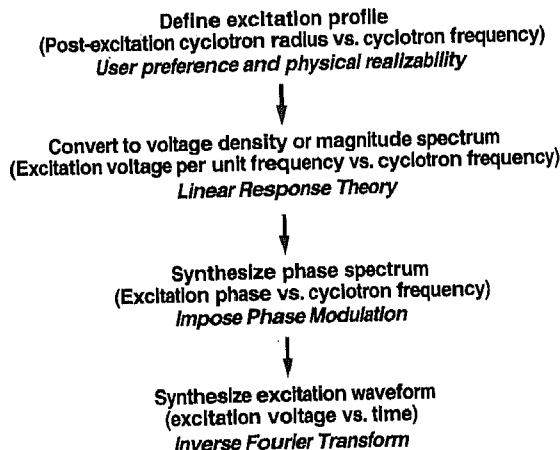 Define excitation profile
(Post-excitation cyclotron radius vs. cyclotron frequency)
User preference and physical realizability
Convert to voltage density or magnitude spectrum
(Excitation voltage per unit frequency vs. cyclotron frequency)
Linear Response Theory
Synthesize phase spectrum
(Excitation phase vs. cyclotron frequency)
Impose Phase Modulation
Synthesize excitation waveform
(excitation voltage vs. time)
Inverse Fourier Transform